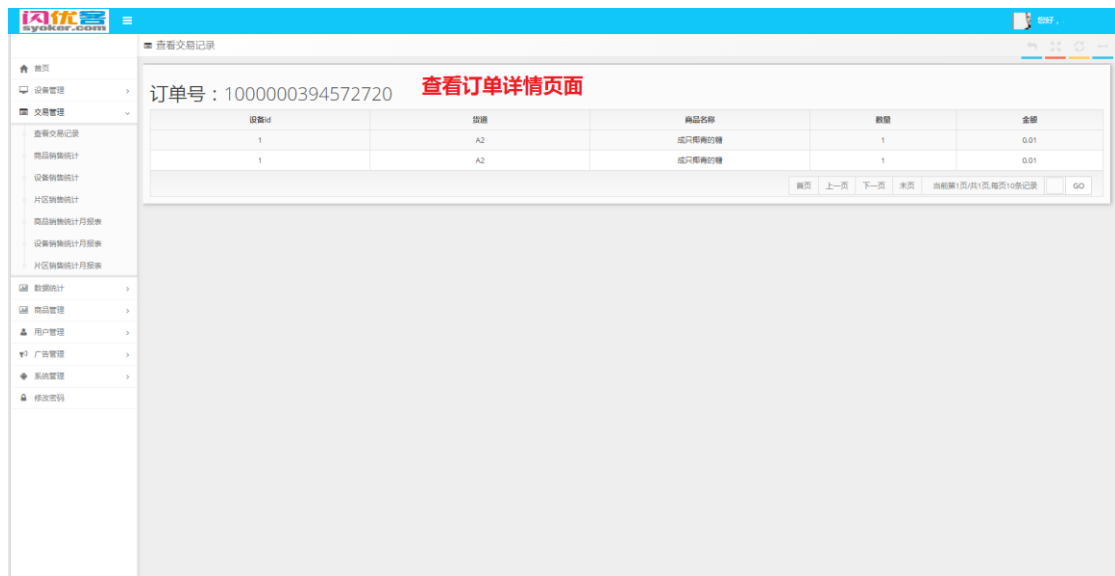 闪优客
syoker.com
您好，
查看交易记录
首页
设备管理
交易管理
查看交易记录
商品销售统计
设备销售统计
片区销售统计
商品销售统计月报表
设备销售统计月报表
片区销售统计月报表
数据统计
商品管理
用户管理
广告管理
系统管理
修改密码
订单号：1000000394572720
查看订单详情页面
设备id 货道 商品名称 数量 金额
1 A2 成只椰青的糖 1 0.01
1 A2 成只椰青的糖 1 0.01
首页 上一页 下一页 末页 当前第1页/共1页,每页10条记录 GO